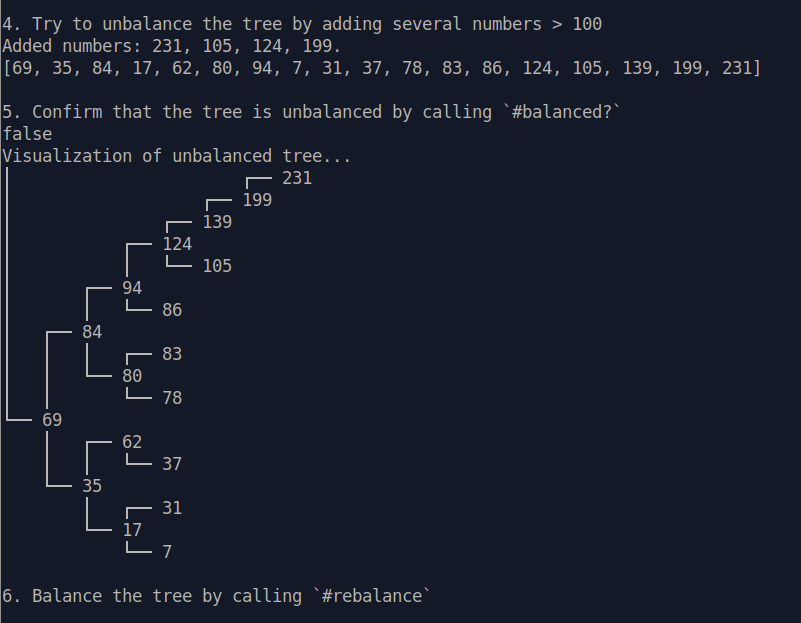 4. Try to unbalance the tree by adding several numbers > 100
Added numbers: 231, 105, 124, 199.
[69, 35, 84, 17, 62, 80, 94, 7, 31, 37, 78, 83, 86, 124, 105, 139, 199, 231]
5. Confirm that the tree is unbalanced by calling `#balanced?`
false
Visualization of unbalanced tree...
231
199
139
124
105
94
86
84
83
80
78
69
62
37
35
31
17
7
6. Balance the tree by calling `#rebalance`